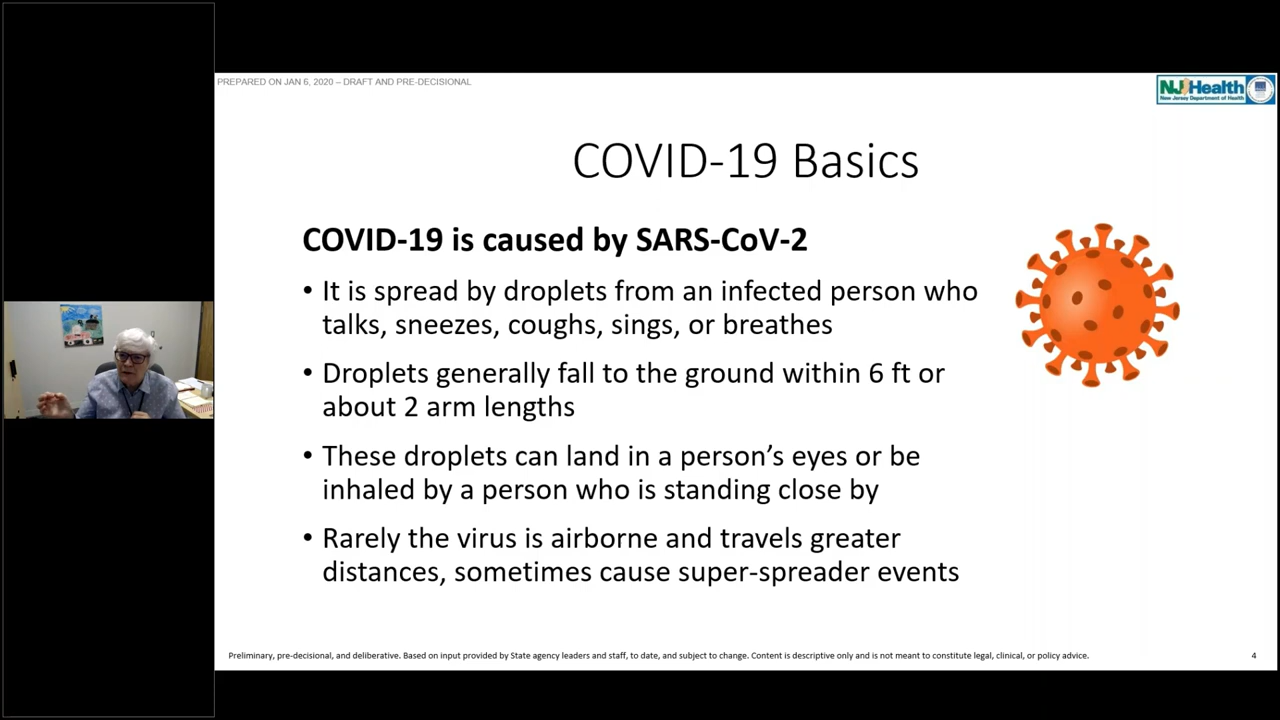 PREPARED ON JAN 6, 2020 – DRAFT AND PRE-DECISIONAL
NJ Health
New Jersey Department of Health
COVID-19 Basics
COVID-19 is caused by SARS-CoV-2
• It is spread by droplets from an infected person who
talks, sneezes, coughs, sings, or breathes
• Droplets generally fall to the ground within 6 ft or
about 2 arm lengths
• These droplets can land in a person’s eyes or be
inhaled by a person who is standing close by
• Rarely the virus is airborne and travels greater
distances, sometimes cause super-spreader events
Preliminary, pre-decisional, and deliberative. Based on input provided by State agency leaders and staff, to date, and subject to change. Content is descriptive only and is not meant to constitute legal, clinical, or policy advice.
4